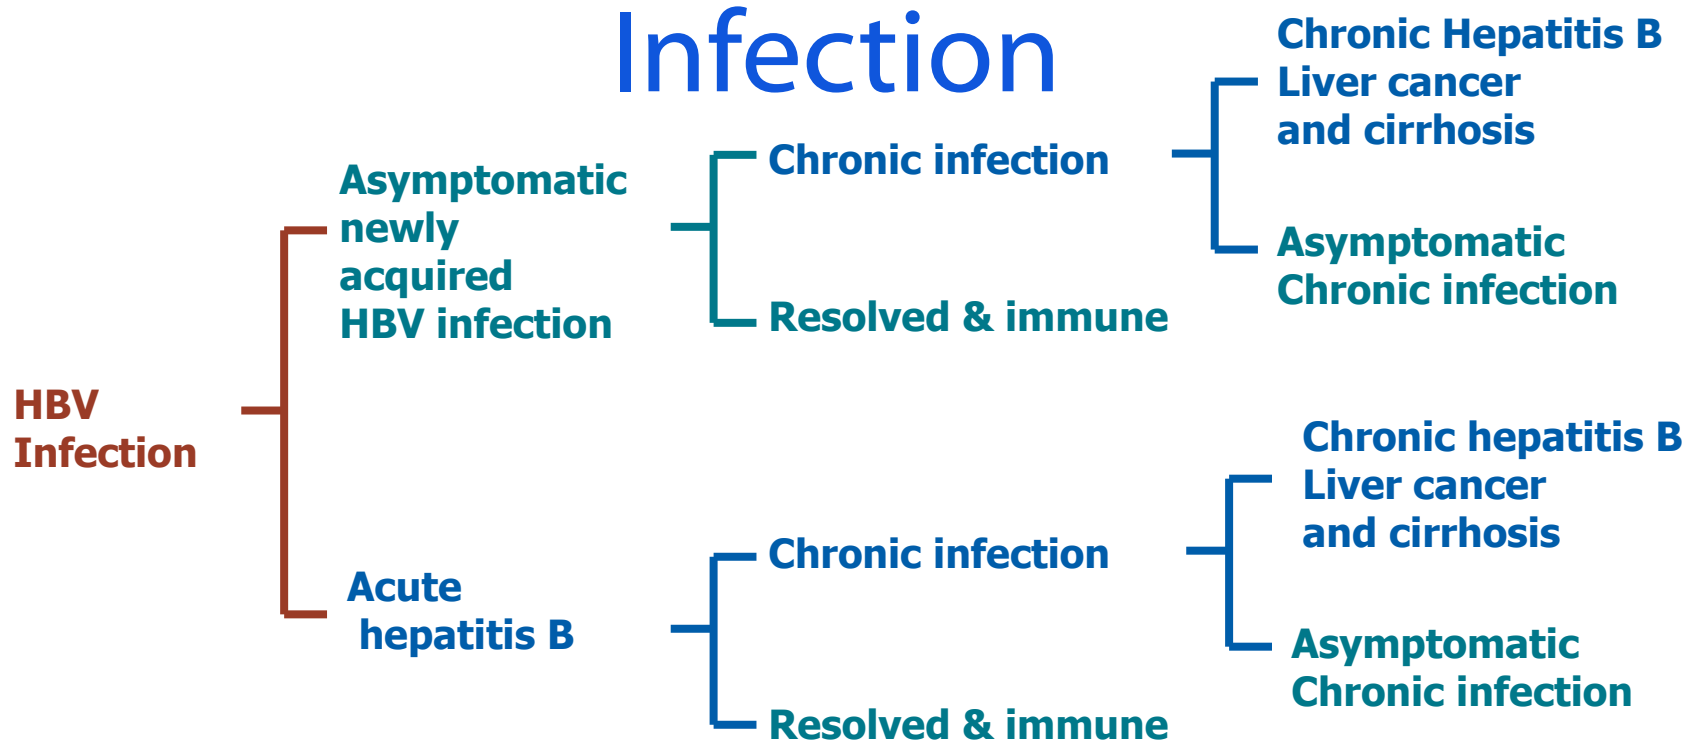 Infection
HBV
Infection
Asymptomatic
newly
acquired
HBV infection
Chronic infection
Chronic Hepatitis B
Liver cancer
and cirrhosis
Asymptomatic
Chronic infection
Resolved & immune
Acute
hepatitis B
Chronic infection
Chronic hepatitis B
Liver cancer
and cirrhosis
Asymptomatic
Chronic infection
Resolved & immune